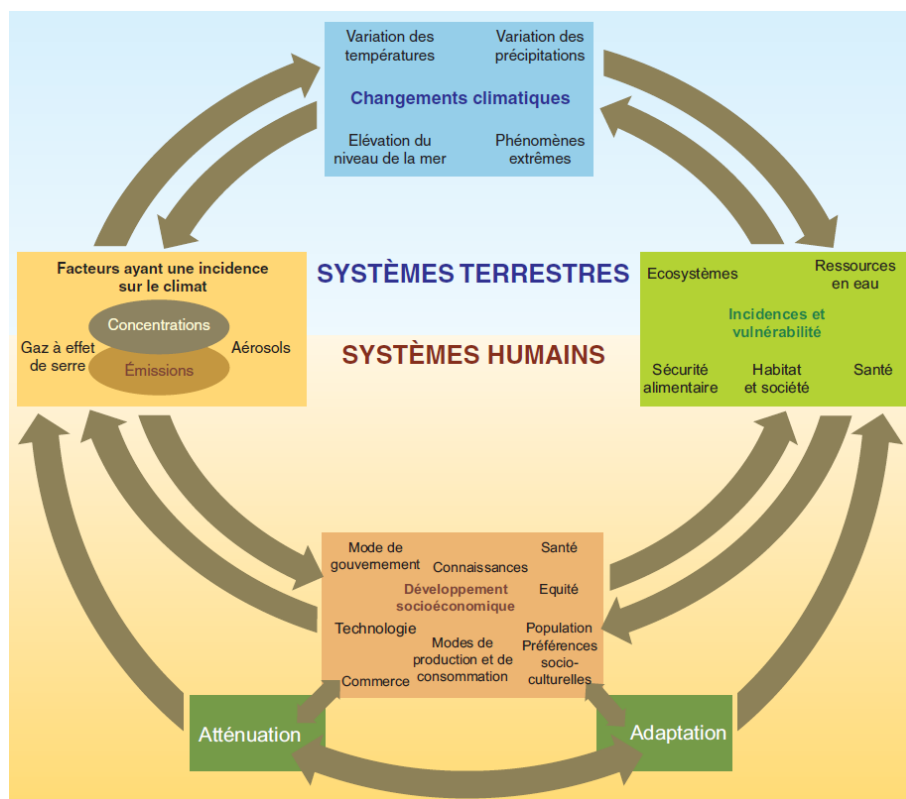 Variation des
températures
Variation des
précipitations
Changements climatiques
Elévation du
niveau de la mer
Phénomènes
extrêmes
Facteurs ayant une incidence
sur le climat
Concentrations
Gaz à effet
de serre
Aérosols
Émissions
SYSTÈMES TERRESTRES
SYSTÈMES HUMAINS
Ecosystèmes
Ressources
en eau
Incidences et
vulnérabilité
Sécurité
alimentaire
Habitat
et société
Santé
Mode de
gouvernement
Connaissances
Santé
Développement
socioéconomique
Equité
Technologie
Modes de
production et de
consommation
Population
Préférences
socio-
culturelles
Commerce
Atténuation
Adaptation